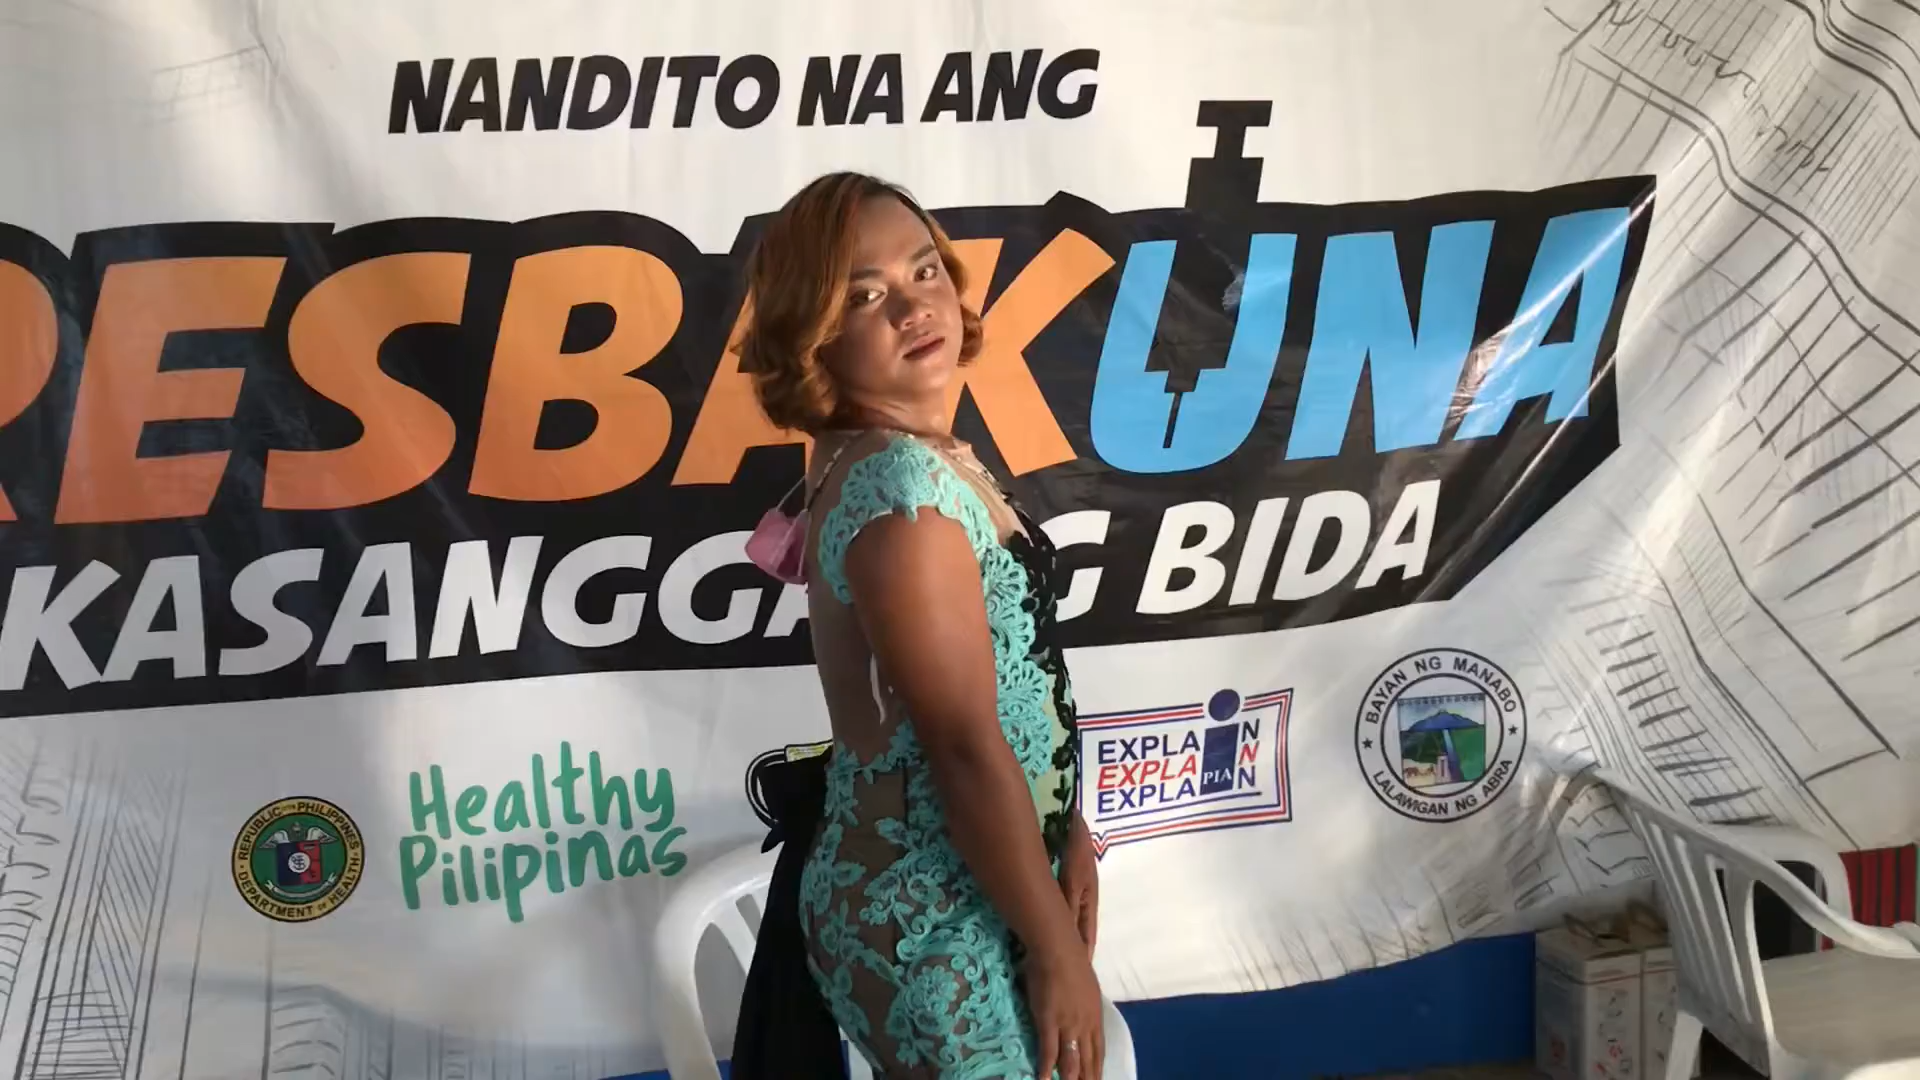 NANDITO NA ANG
RESBAKUNA
KASANGGA NG BIDA
REPUBLIC OF THE PHILIPPINES
DEPARTMENT OF HEALTH
Healthy
Pilipinas
EXPLAIN
EXPLAIN
EXPLAIN
PIA
BAYAN NG MANABO
LALAWIGAN NG ABRA